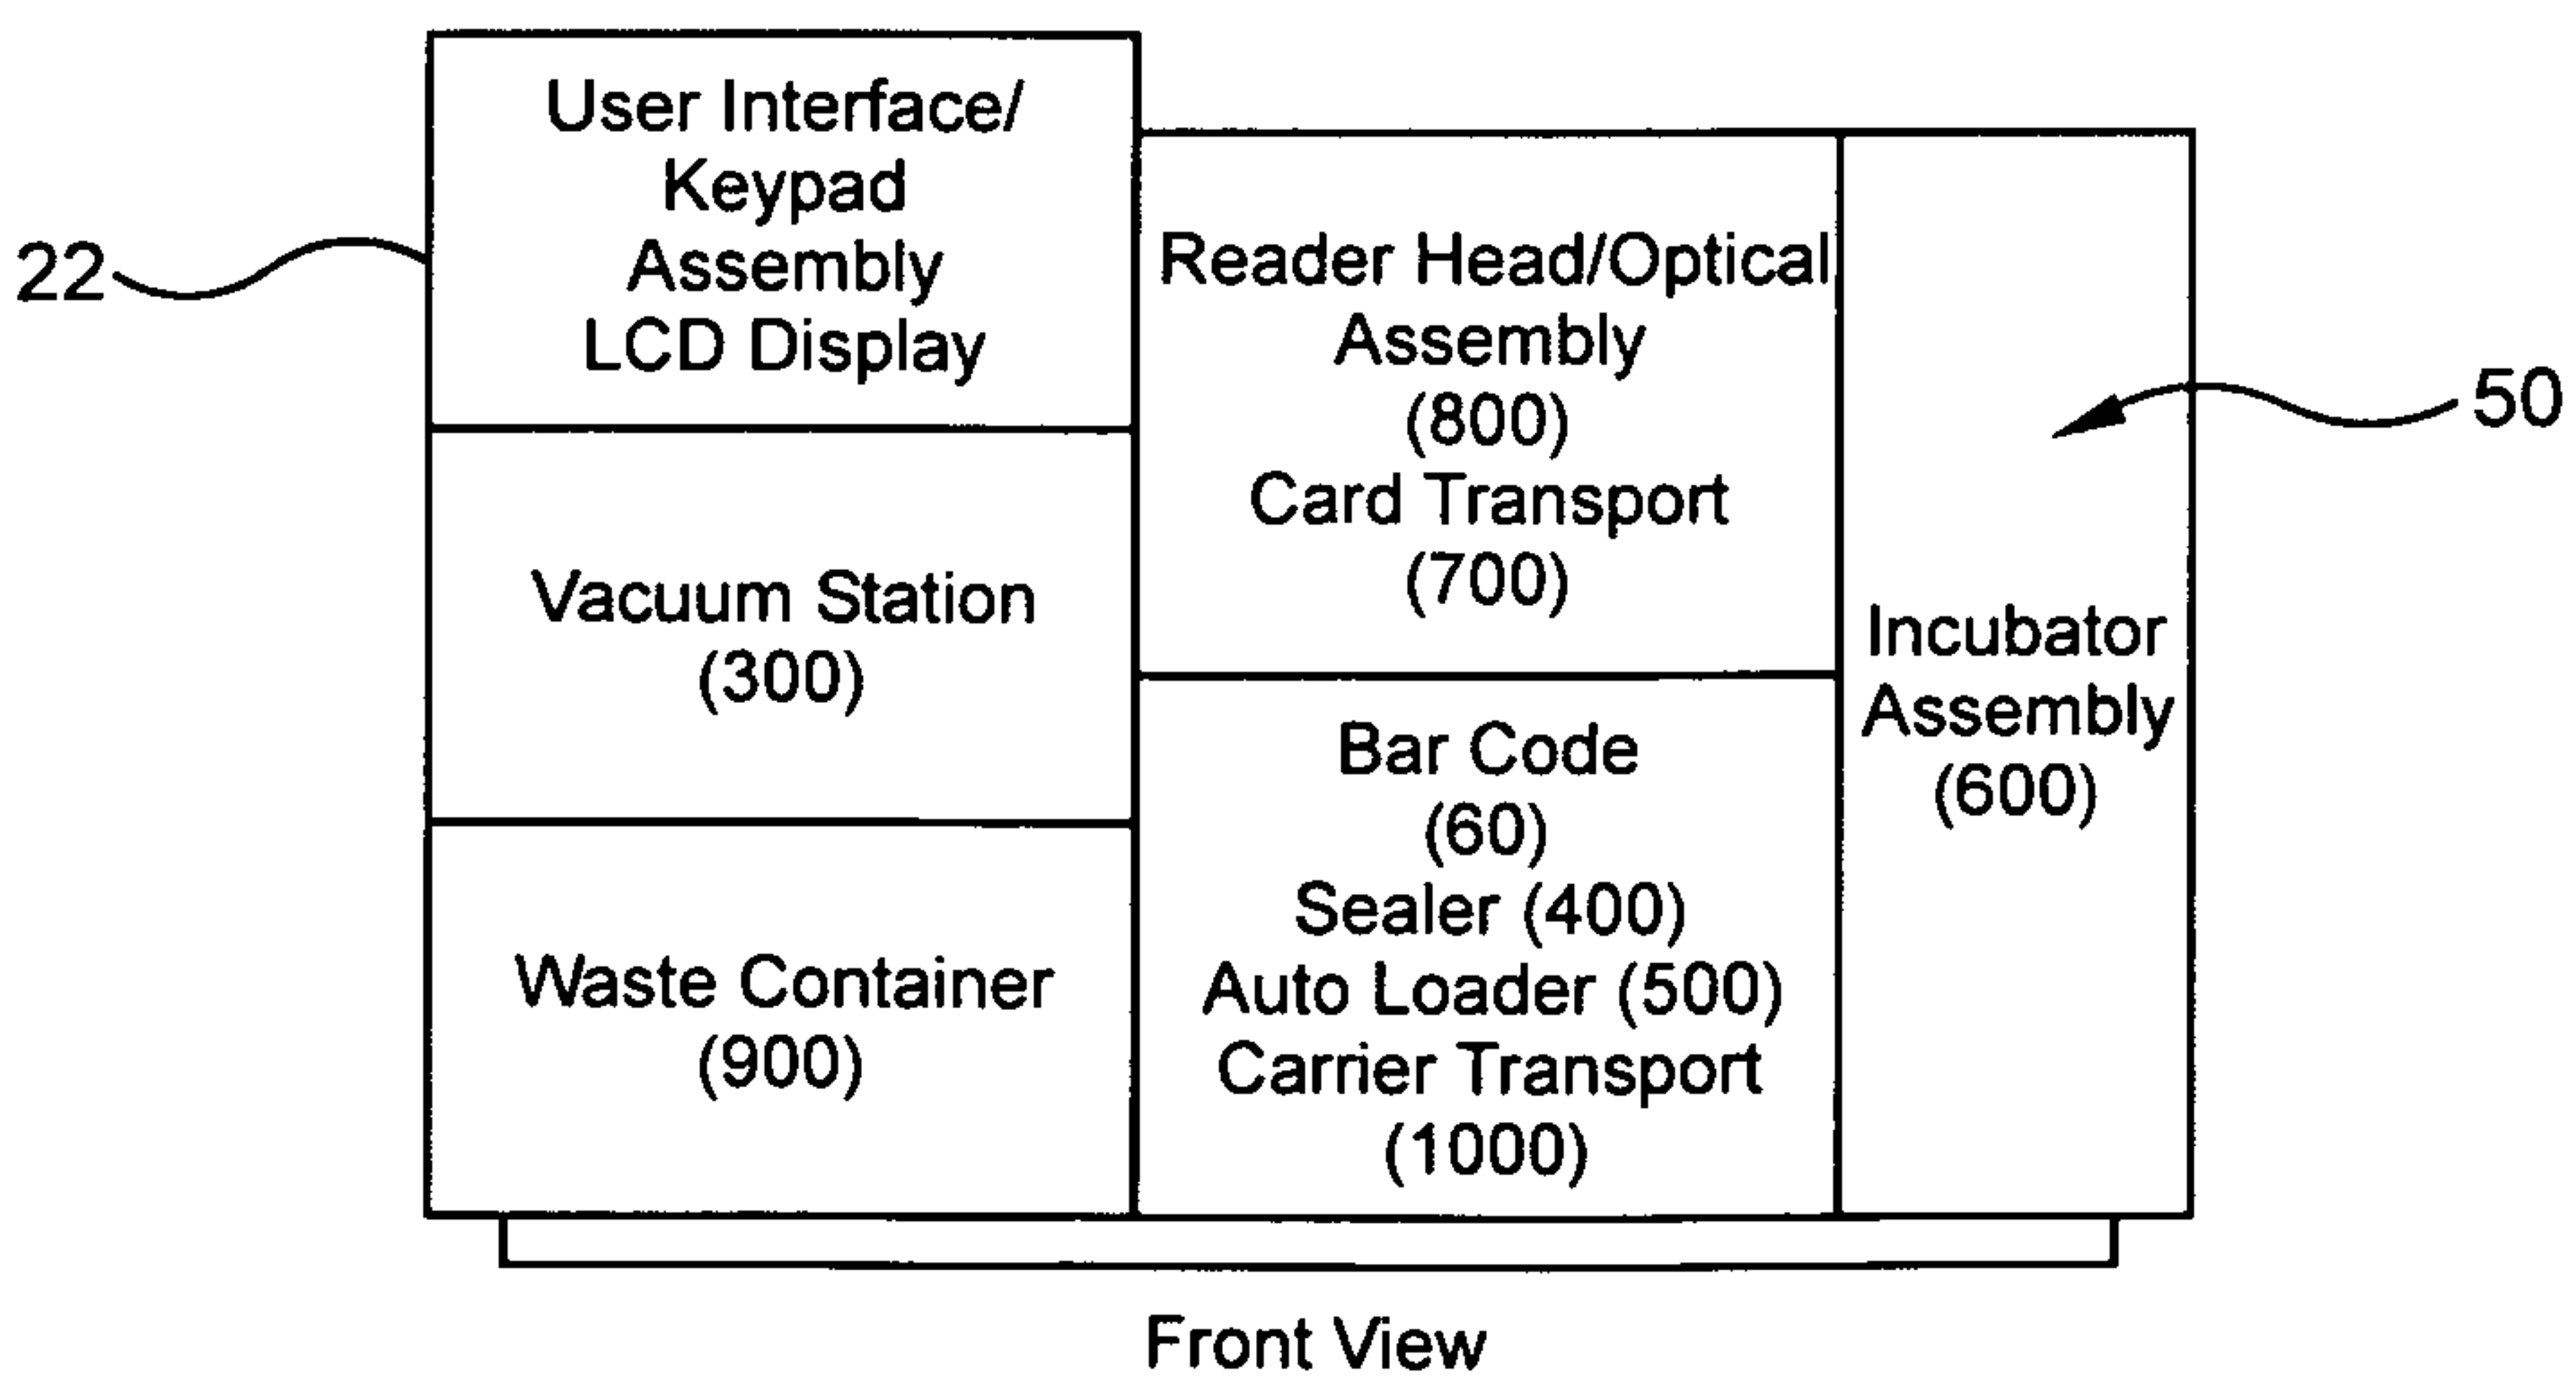 User Interface/
Keypad
Assembly
LCD Display
22
Vacuum Station
(300)
Waste Container
(900)
Reader Head/Optical
Assembly
(800)
Card Transport
(700)
Bar Code
(60)
Sealer (400)
Auto Loader (500)
Carrier Transport
(1000)
50
Incubator
Assembly
(600)
Front View